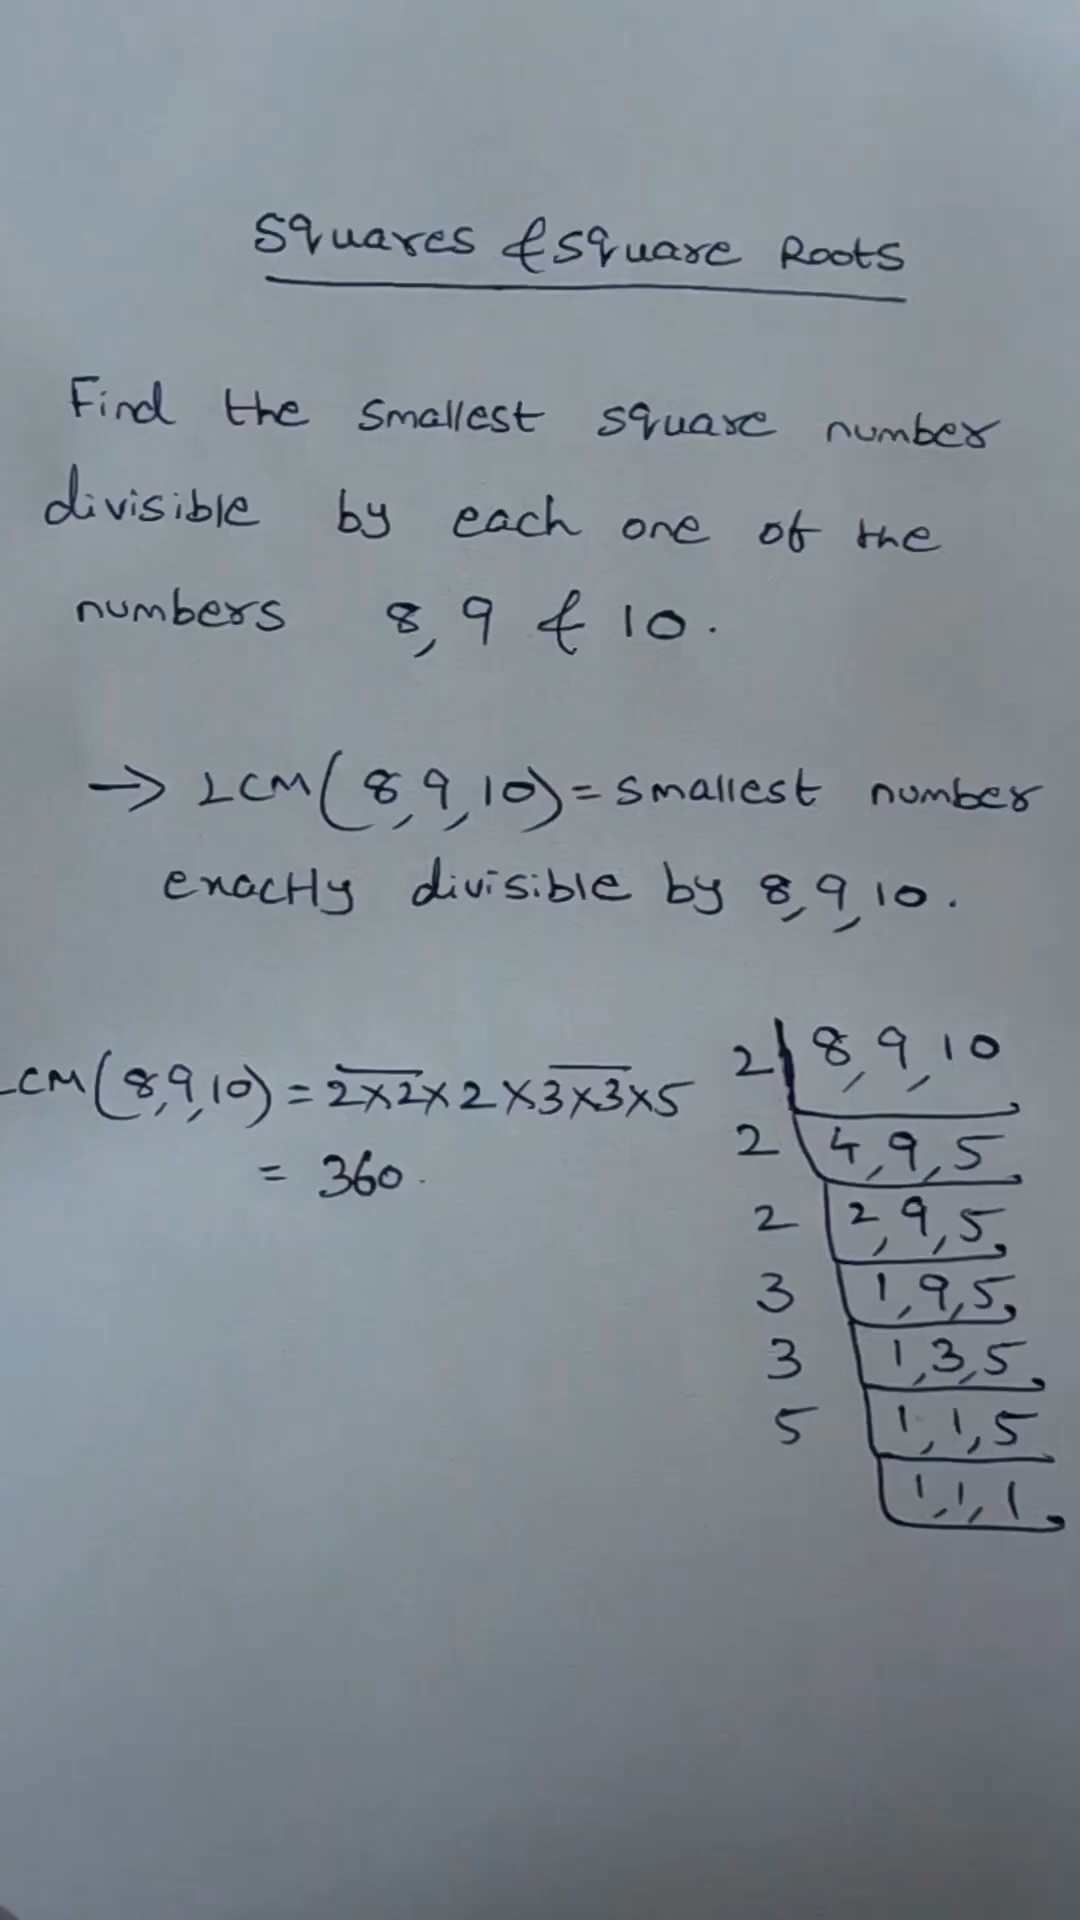 Squares & Square Roots
Find the smallest square number
divisible by each one of the
numbers 8, 9 & 10.
→ LCM(8,9,10) = smallest number
exactly divisible by 8,9,10.
LCM(8,9,10) = 2×2×2×3×3×5
= 360.
2 | 8, 9, 10
2 | 4, 9, 5
2 | 2, 9, 5
3 | 1, 9, 5
3 | 1, 3, 5
5 | 1, 1, 5
1, 1, 1